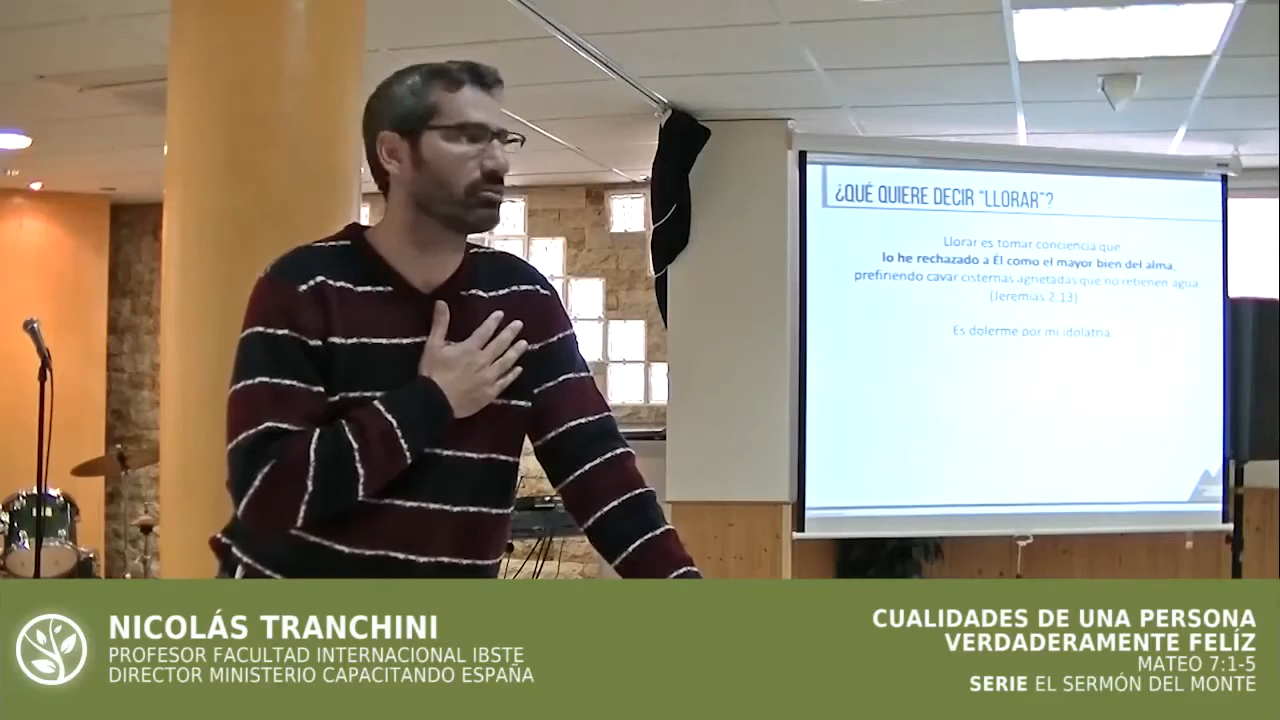 ¿QUÉ QUIERE DECIR "LLORAR"?
Llorar es tomar conciencia que
lo he rechazado a Él como el mayor bien del alma,
prefiriendo cavar cisternas agrietadas que no retienen agua.
(Jeremías 2:13)
Es dolerme por mi idolatría.
NICOLÁS TRANCHINI
PROFESOR FACULTAD INTERNACIONAL IBSTE
DIRECTOR MINISTERIO CAPACITANDO ESPAÑA
CUALIDADES DE UNA PERSONA
VERDADERAMENTE FELÍZ
MATEO 7:1-5
SERIE EL SERMÓN DEL MONTE